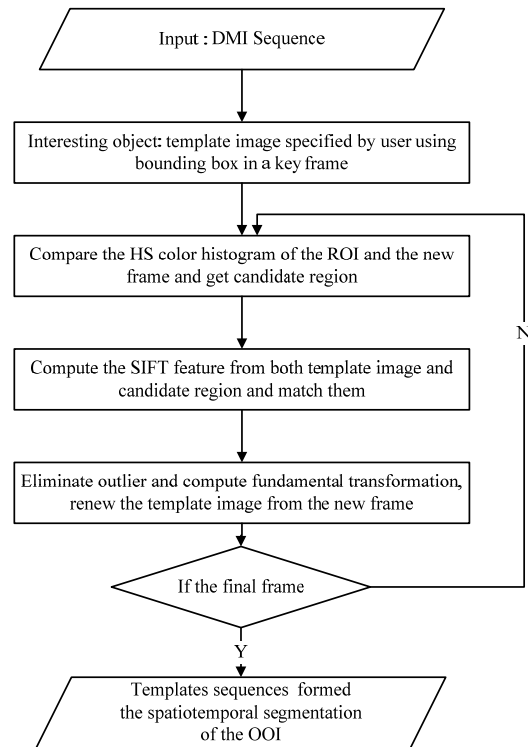 Input : DMI Sequence
Interesting object: template image specified by user using
bounding box in a key frame
Compare the HS color histogram of the ROI and the new
frame and get candidate region
N
Compute the SIFT feature from both template image and
candidate region and match them
Eliminate outlier and compute fundamental transformation,
renew the template image from the new frame
If the final frame
Y
Templates sequences formed
the spatiotemporal segmentation
of the OOI